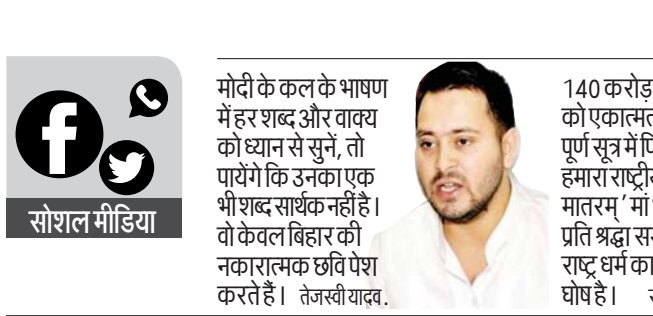 सोशल मीडिया
मोदी के कल के भाषण
में हर शब्द और वाक्य
को ध्यान से सुनें, तो
पायेंगे कि उनका एक
भी शब्द सार्थक नहीं है।
वो केवल बिहार की
नकारात्मक छवि पेश
करते हैं। तेजस्वी यादव.
140 करोड़
को एकात्मत
पूर्ण सूत्र में पि
हमारा राष्ट्रीय
मातरम् ' मां
प्रति श्रद्धा
राष्ट्र धर्म का
घोष है।